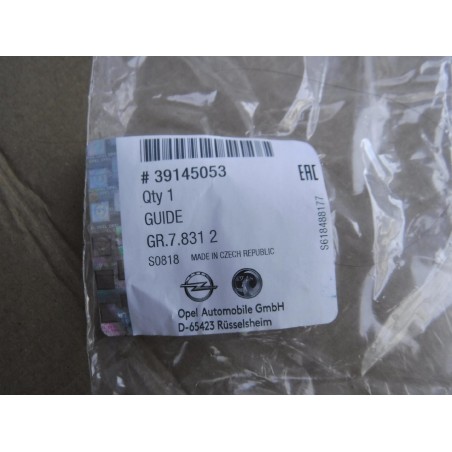 # 39145053
Qty 1
GUIDE
GR.7.831 2
S0818 MADE IN CZECH REPUBLIC
Opel Automobile GmbH
D-65423 Rüsselsheim
EAC
S618488177